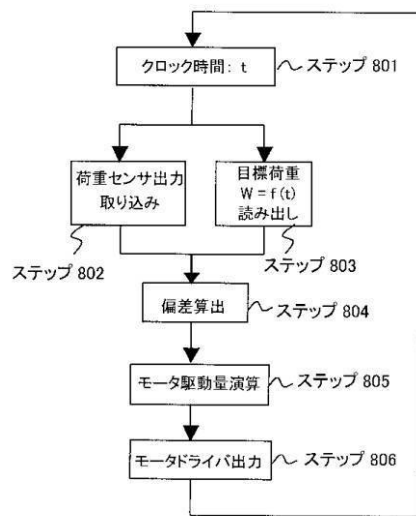 クロック時間: t
ステップ 801
荷重センサ出力
取り込み
目標荷重
W = f(t)
読み出し
ステップ 802
ステップ 803
偏差算出
ステップ 804
モータ駆動量演算
ステップ 805
モータドライバ出力
ステップ 806